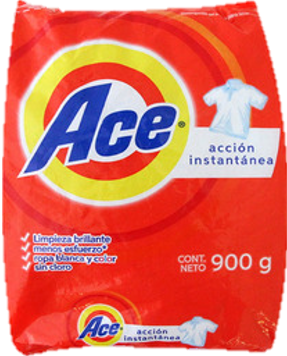 Ace®
acción
instantánea
Limpieza brillante
menos esfuerzo*
ropa blanca y color
sin cloro
CONT.
NETO 900 g
Ace
acción
instantánea